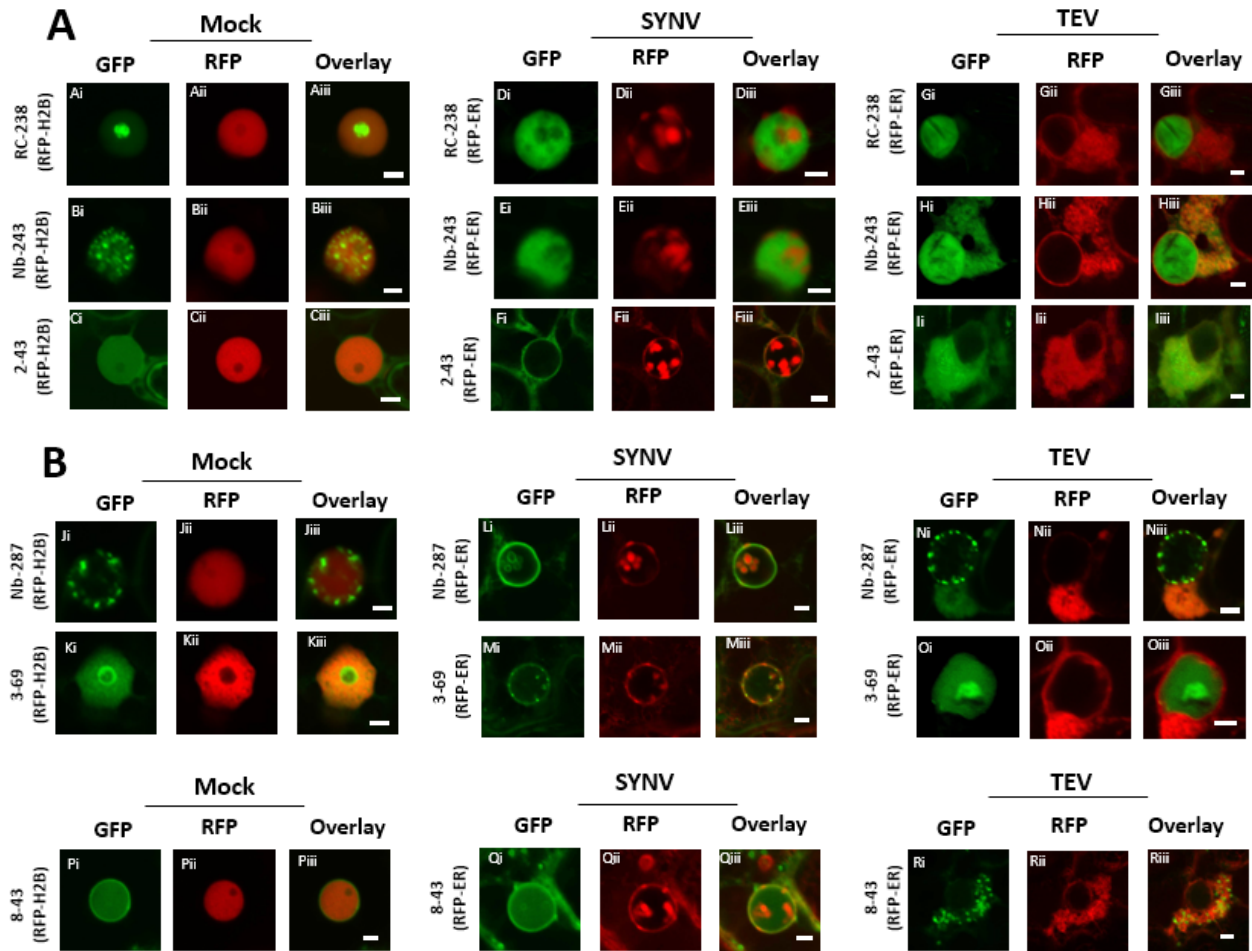 A
Mock
SYNV
TEV
GFP RFP Overlay
GFP RFP Overlay
GFP RFP Overlay
RC-238
(RFP-H2B)
Ai Aii Aiii
RC-238
(RFP-ER)
Di Dii Diii
RC-238
(RFP-ER)
Gi Gii Giii
Nb-243
(RFP-H2B)
Bi Bii Biii
Nb-243
(RFP-ER)
Ei Eii Eiii
Nb-243
(RFP-ER)
Hi Hii Hiii
2-43
(RFP-H2B)
Ci Cii Ciii
2-43
(RFP-ER)
Fi Fii Fiii
2-43
(RFP-ER)
Ii Iii Iiii
B
Mock
SYNV
TEV
GFP RFP Overlay
GFP RFP Overlay
GFP RFP Overlay
Nb-287
(RFP-H2B)
Ji Jii Jiii
Nb-287
(RFP-ER)
Li Lii Liii
Nb-287
(RFP-ER)
Ni Nii Niii
3-69
(RFP-H2B)
Ki Kii Kiii
3-69
(RFP-ER)
Mi Mii Miii
3-69
(RFP-ER)
Oi Oii Oiii
Mock
SYNV
TEV
GFP RFP Overlay
GFP RFP Overlay
GFP RFP Overlay
8-43
(RFP-H2B)
Pi Pii Piii
8-43
(RFP-ER)
Qi Qii Qiii
8-43
(RFP-ER)
Ri Rii Riii